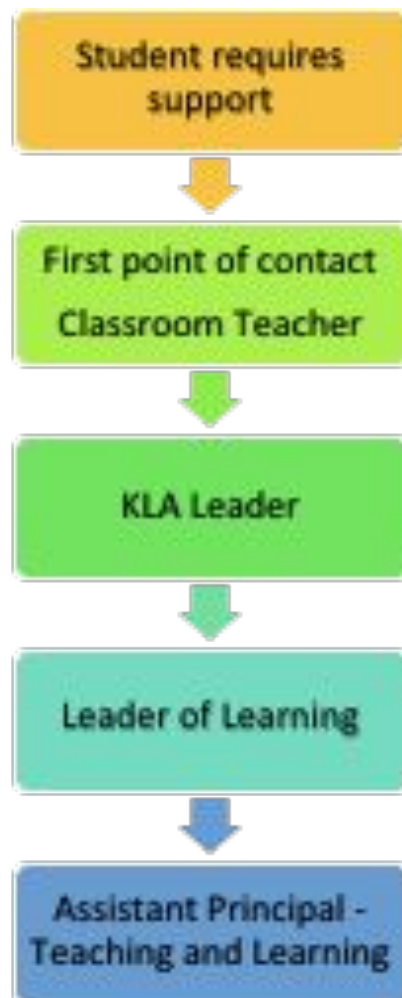 Student requires
support
First point of contact
Classroom Teacher
KLA Leader
Leader of Learning
Assistant Principal -
Teaching and Learning